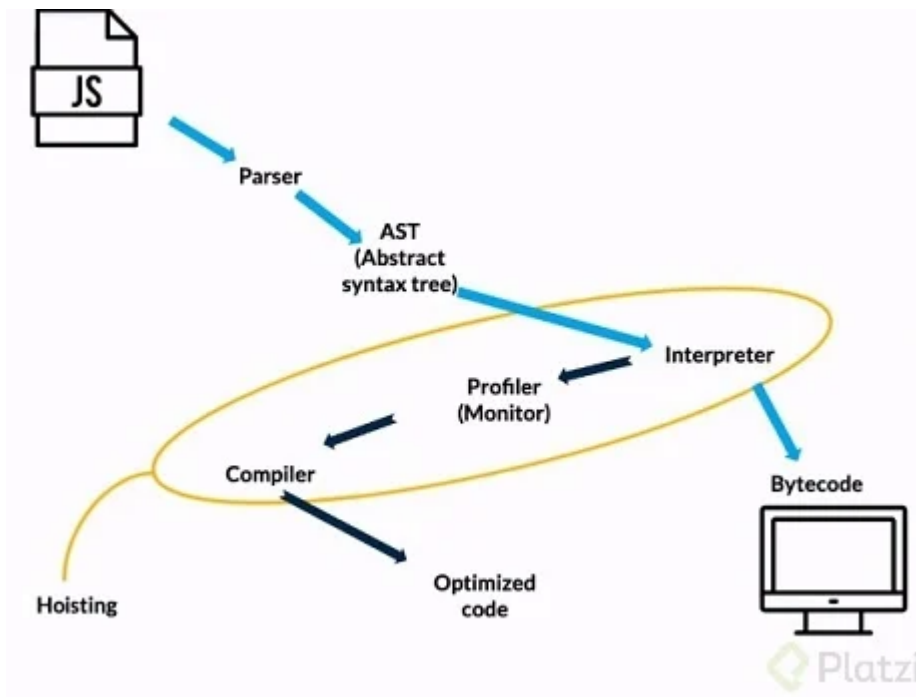 JS
Parser
AST
(Abstract
syntax tree)
Interpreter
Profiler
(Monitor)
Compiler
Bytecode
Optimized
code
Hoisting
Platzi